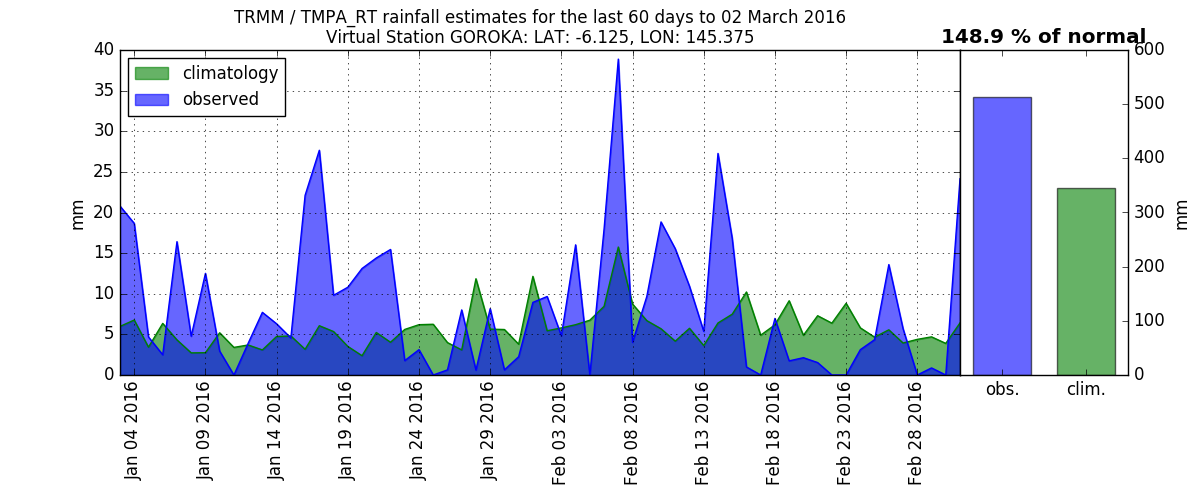 TRMM / TMPA_RT rainfall estimates for the last 60 days to 02 March 2016
Virtual Station GOROKA: LAT: -6.125, LON: 145.375
148.9 % of normal
climatology
observed
mm
40
35
30
25
20
15
10
5
0
Jan 04 2016
Jan 09 2016
Jan 14 2016
Jan 19 2016
Jan 24 2016
Jan 29 2016
Feb 03 2016
Feb 08 2016
Feb 13 2016
Feb 18 2016
Feb 23 2016
Feb 28 2016
600
500
400
300
200
100
0
mm
obs.
clim.